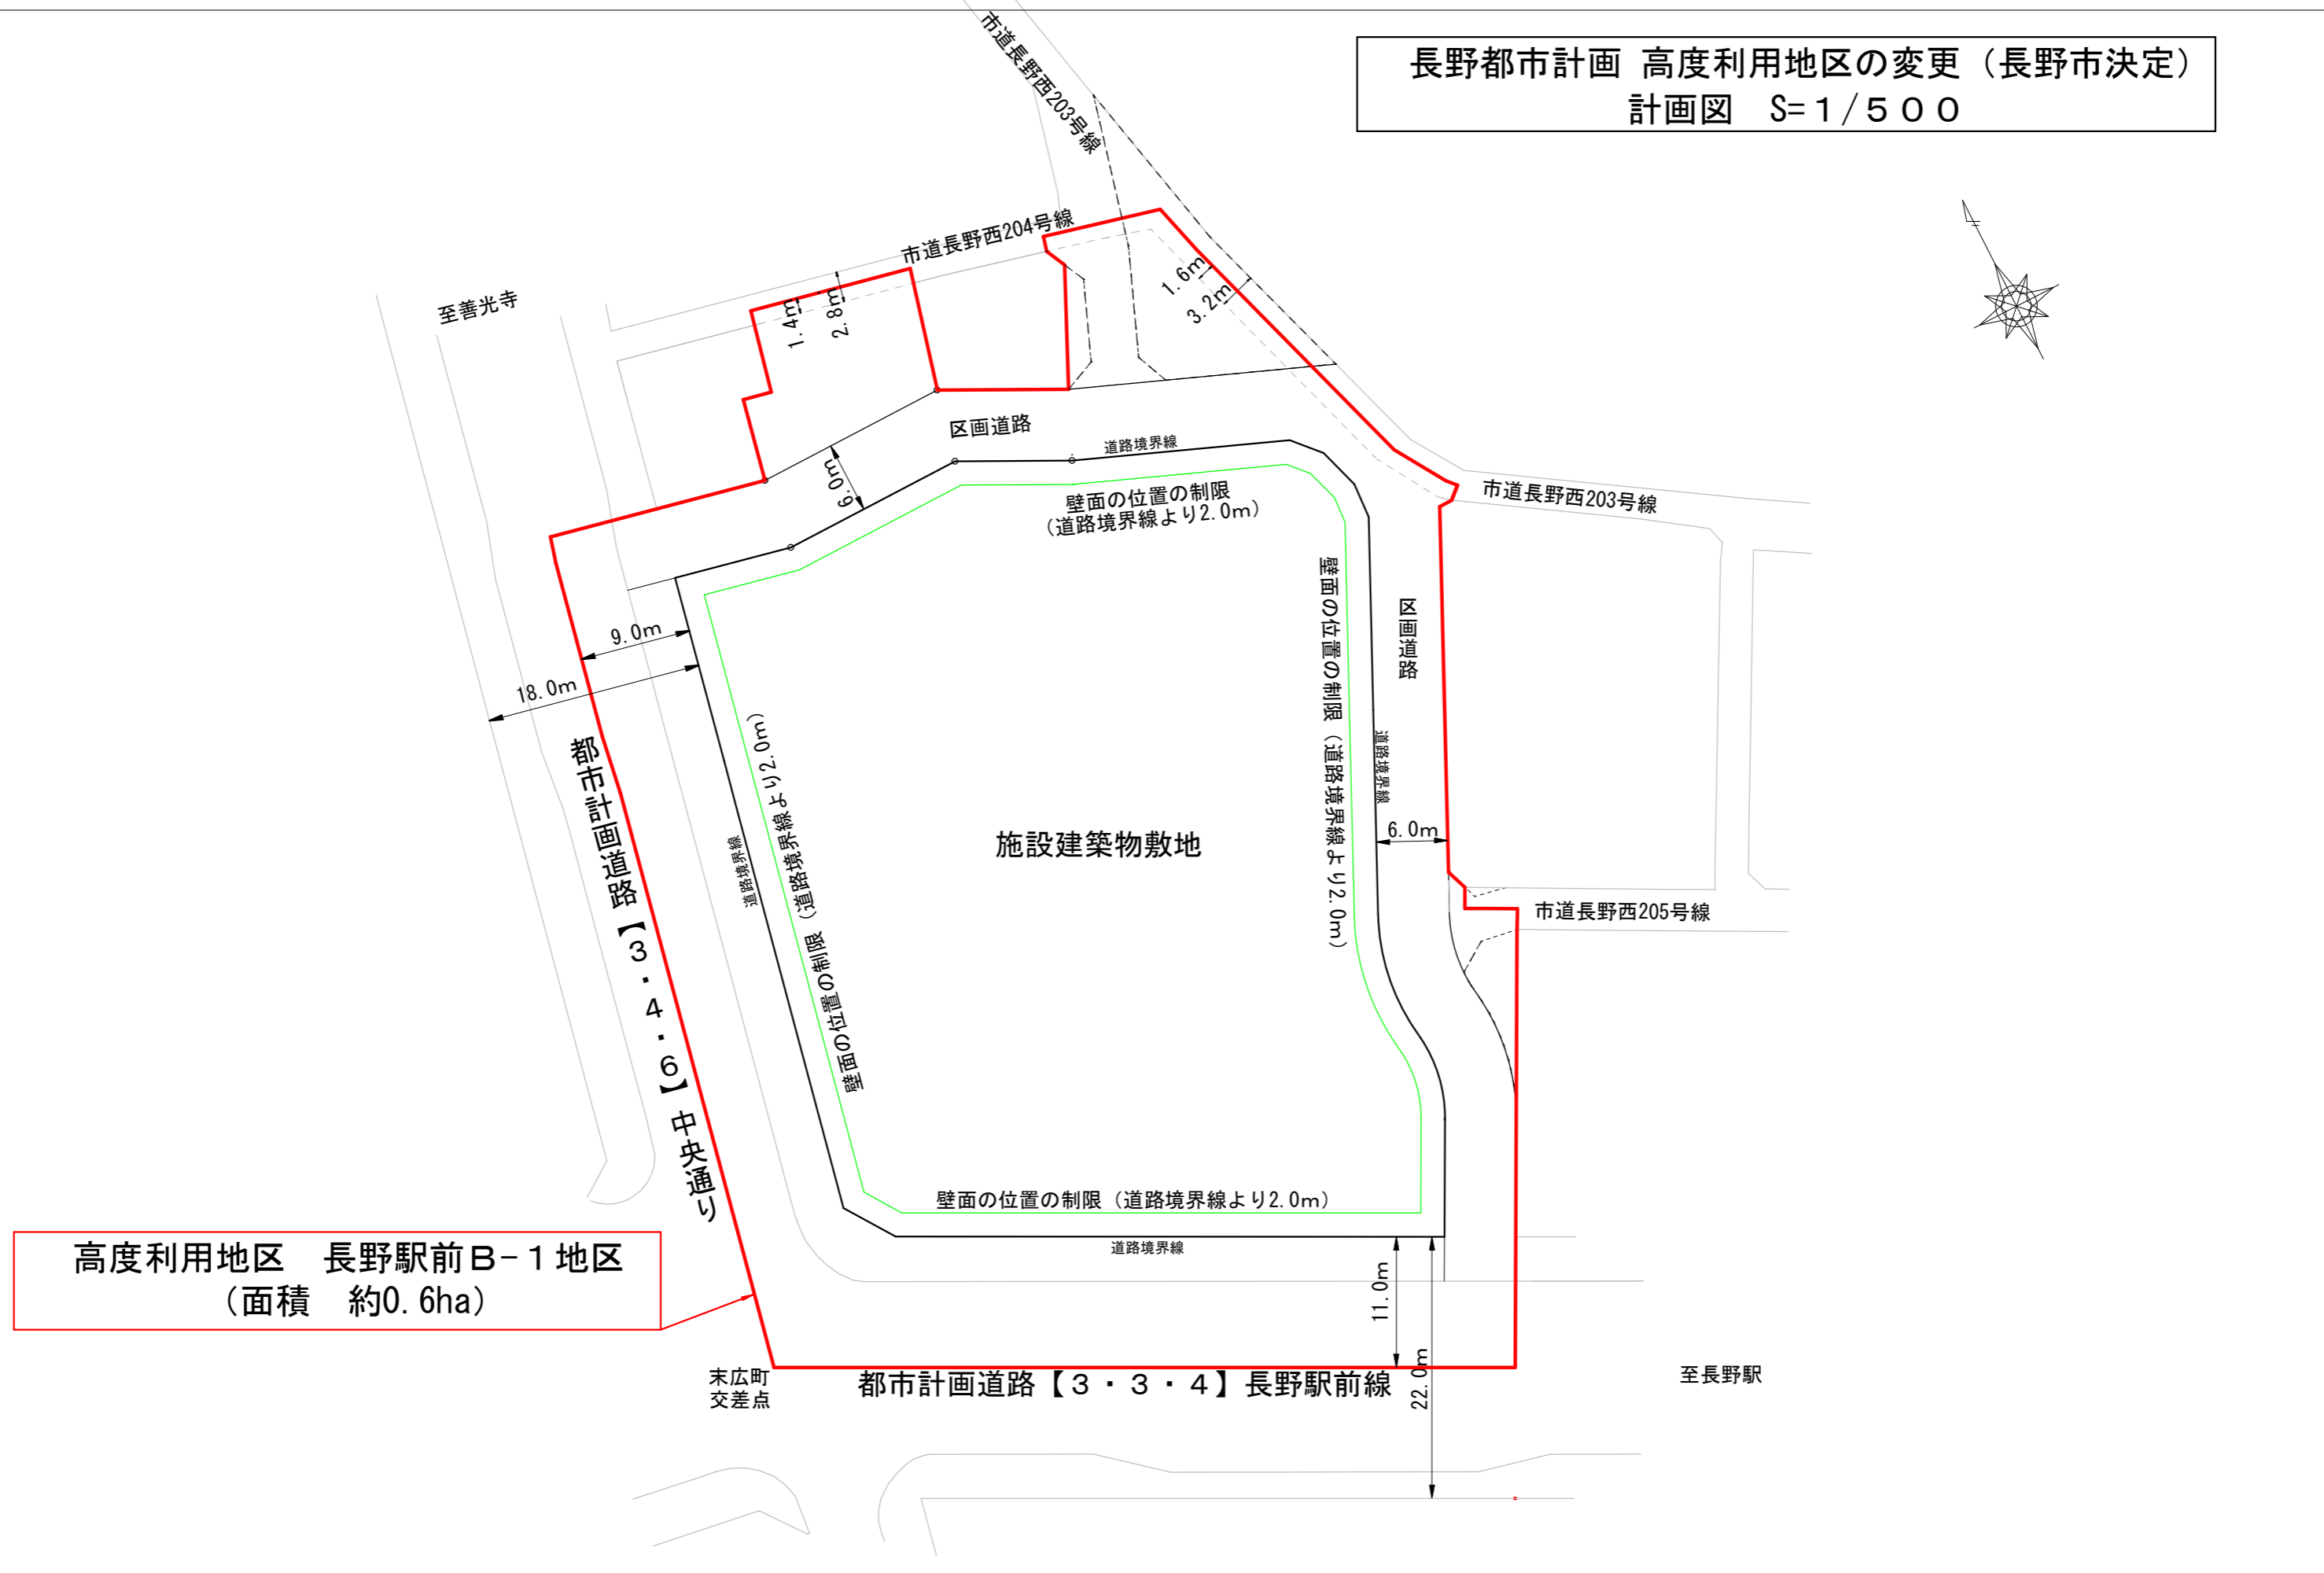 長野都市計画 高度利用地区の変更（長野市決定）
計画図 S=１/５００
市道長野西203号線
市道長野西204号線
至善光寺
1.4m
2.8m
1.6m
3.2m
区画道路
道路境界線
6.0m
壁面の位置の制限
（道路境界線より2.0m）
市道長野西203号線
9.0m
18.0m
壁面の位置の制限（道路境界線より2.0m）
区画道路
道路境界線
都市計画道路【３・４・６】中央通り
道路境界線
壁面の位置の制限（道路境界線より2.0m）
施設建築物敷地
6.0m
市道長野西205号線
壁面の位置の制限（道路境界線より2.0m）
道路境界線
高度利用地区 長野駅前Ｂ-１地区
（面積 約0.6ha）
11.0m
22.0m
末広町
交差点
都市計画道路【３・３・４】長野駅前線
至長野駅